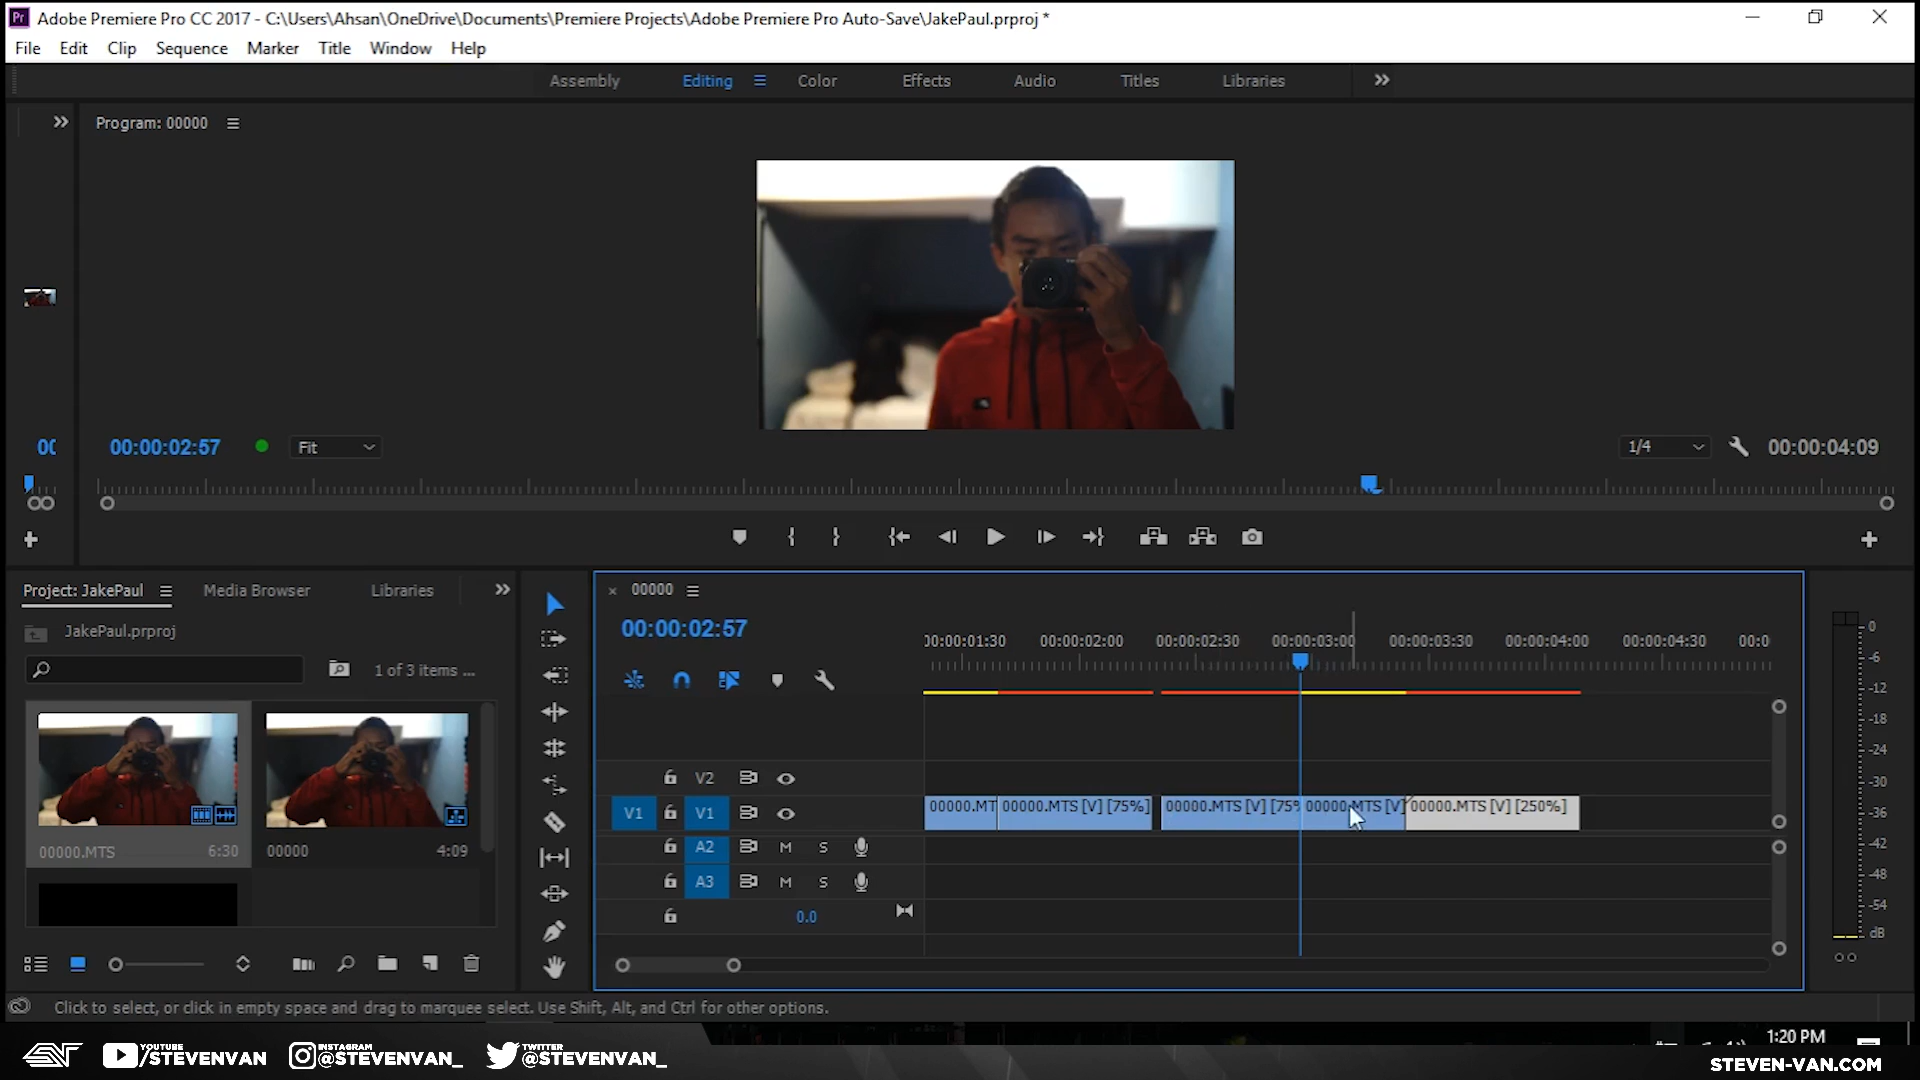 Pr Adobe Premiere Pro CC 2017 - C:\Users\Ahsan\OneDrive\Documents\Premiere Projects\Adobe Premiere Pro Auto-Save\JakePaul.prproj *
File Edit Clip Sequence Marker Title Window Help
Assembly Editing Color Effects Audio Titles Libraries
Program: 00000
00:00:02:57 Fit 1/4 00:00:04:09
Project: JakePaul Media Browser Libraries
JakePaul.prproj
1 of 3 items ...
00000.MTS 6:30
00000 4:09
00000
00:00:02:57
00:00:01:30 00:00:02:00 00:00:02:30 00:00:03:00 00:00:03:30 00:00:04:00 00:00:04:30 00:0
V2
V1 V1 00000.MT 00000.MTS [V] [75%] 00000.MTS [V] [75% 00000.MTS [V] 00000.MTS [V] [250%]
A2 M S
A3 M S
0.0
0
-6
-12
-18
-24
-30
-36
-42
-48
-54
dB
Click to select, or click in empty space and drag to marquee select. Use Shift, Alt, and Ctrl for other options.
1:20 PM
YOUTUBE
/STEVENVAN
INSTAGRAM
@STEVENVAN_
TWITTER
@STEVENVAN_
STEVEN-VAN.COM